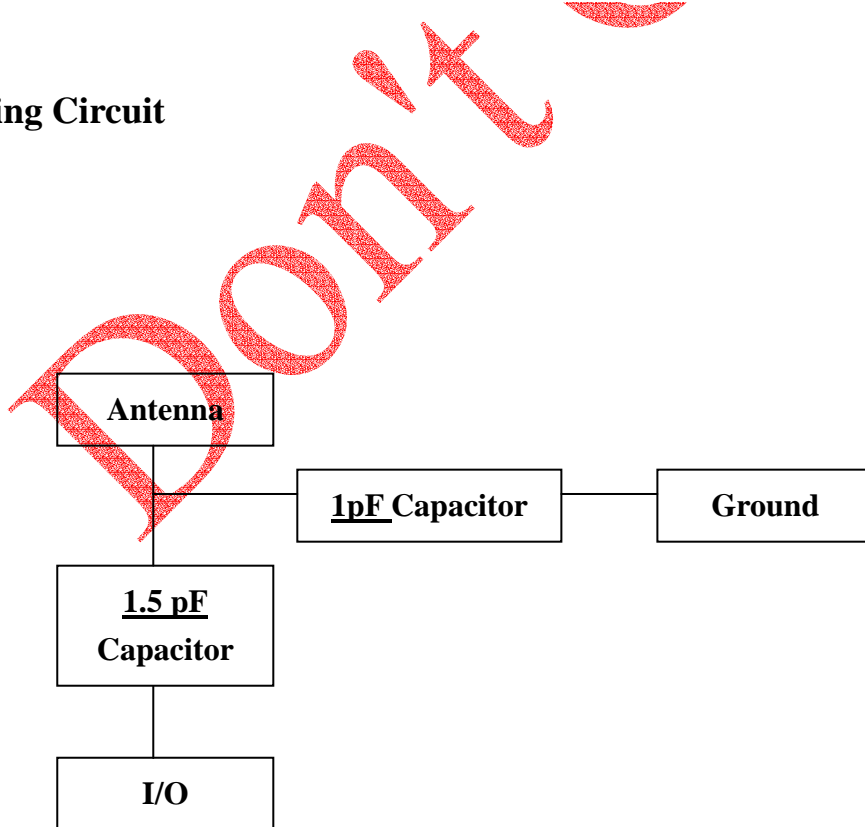 ing Circuit
Don't
Antenna
1pF Capacitor
Ground
1.5 pF
Capacitor
I/O